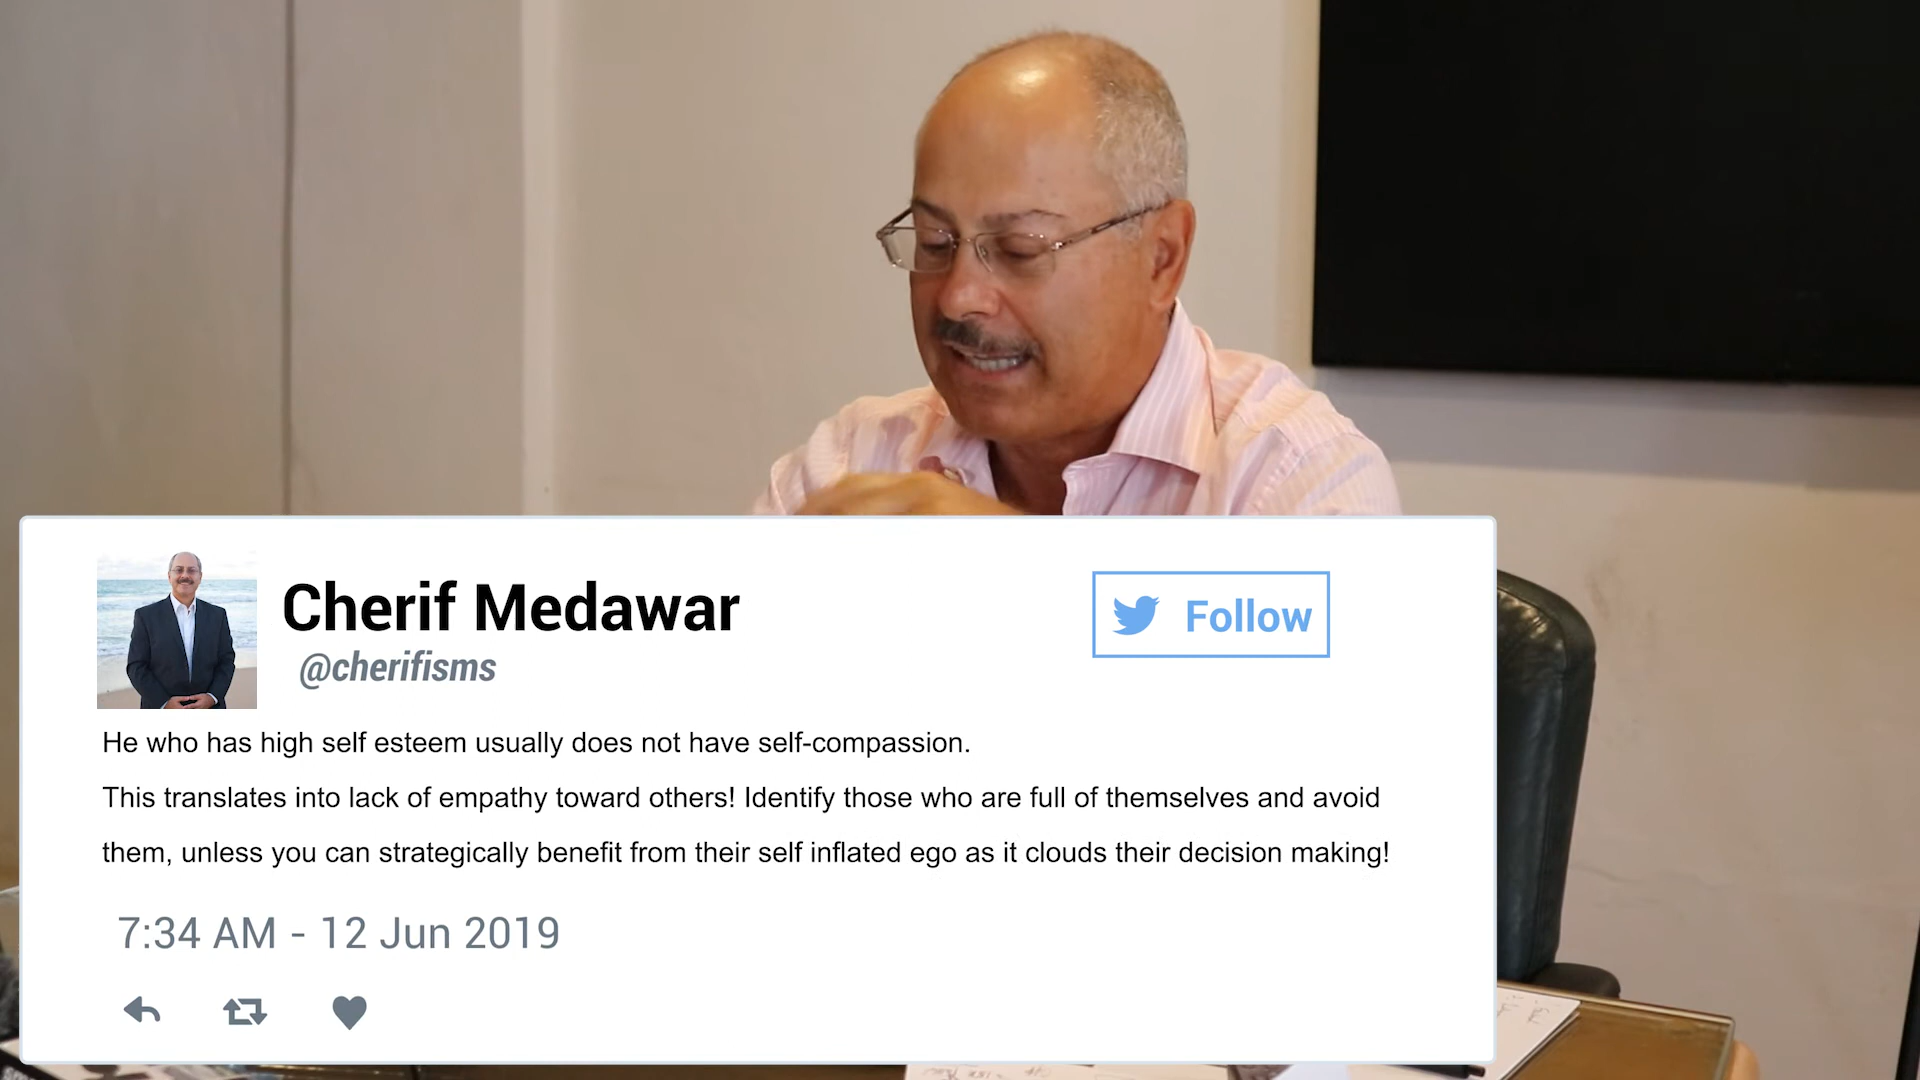 Cherif Medawar
@cherifisms
Follow
He who has high self esteem usually does not have self-compassion.
This translates into lack of empathy toward others! Identify those who are full of themselves and avoid
them, unless you can strategically benefit from their self inflated ego as it clouds their decision making!
7:34 AM - 12 Jun 2019